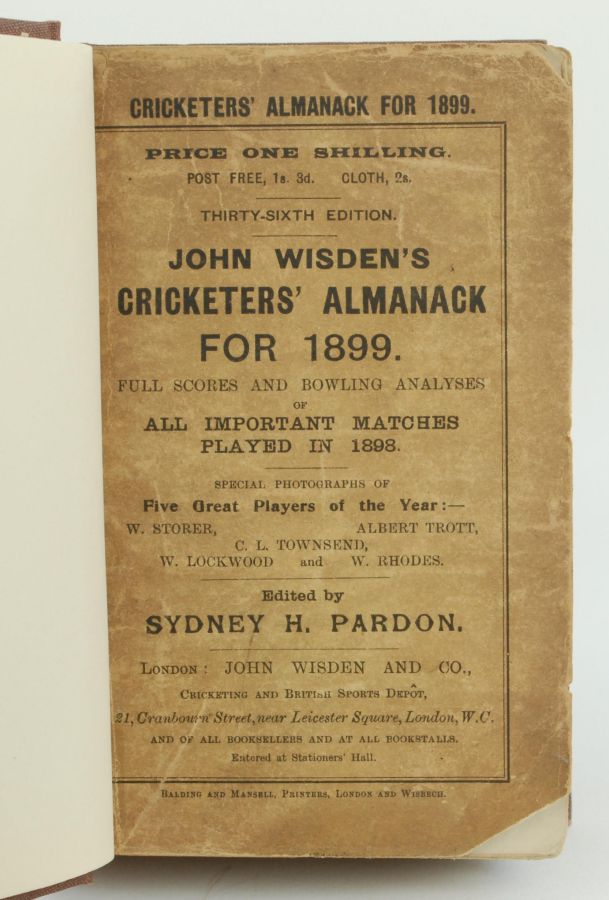 CRICKETERS' ALMANACK FOR 1899.
PRICE ONE SHILLING.
POST FREE, 1s. 3d. CLOTH, 2s.
THIRTY-SIXTH EDITION.
JOHN WISDEN'S
CRICKETERS' ALMANACK
FOR 1899.
FULL SCORES AND BOWLING ANALYSES
OF
ALL IMPORTANT MATCHES
PLAYED IN 1898.
SPECIAL PHOTOGRAPHS OF
Five Great Players of the Year:—
W. STORER, ALBERT TROTT,
C. L. TOWNSEND,
W. LOCKWOOD and W. RHODES.
Edited by
SYDNEY H. PARDON.
LONDON: JOHN WISDEN AND CO.,
CRICKETING AND BRITISH SPORTS DEPÔT,
21, Cranbourn Street, near Leicester Square, London, W.C.
AND OF ALL BOOKSELLERS AND AT ALL BOOKSTALLS.
Entered at Stationers' Hall.
BALDING AND MANSELL, PRINTERS, LONDON AND WISBECH.